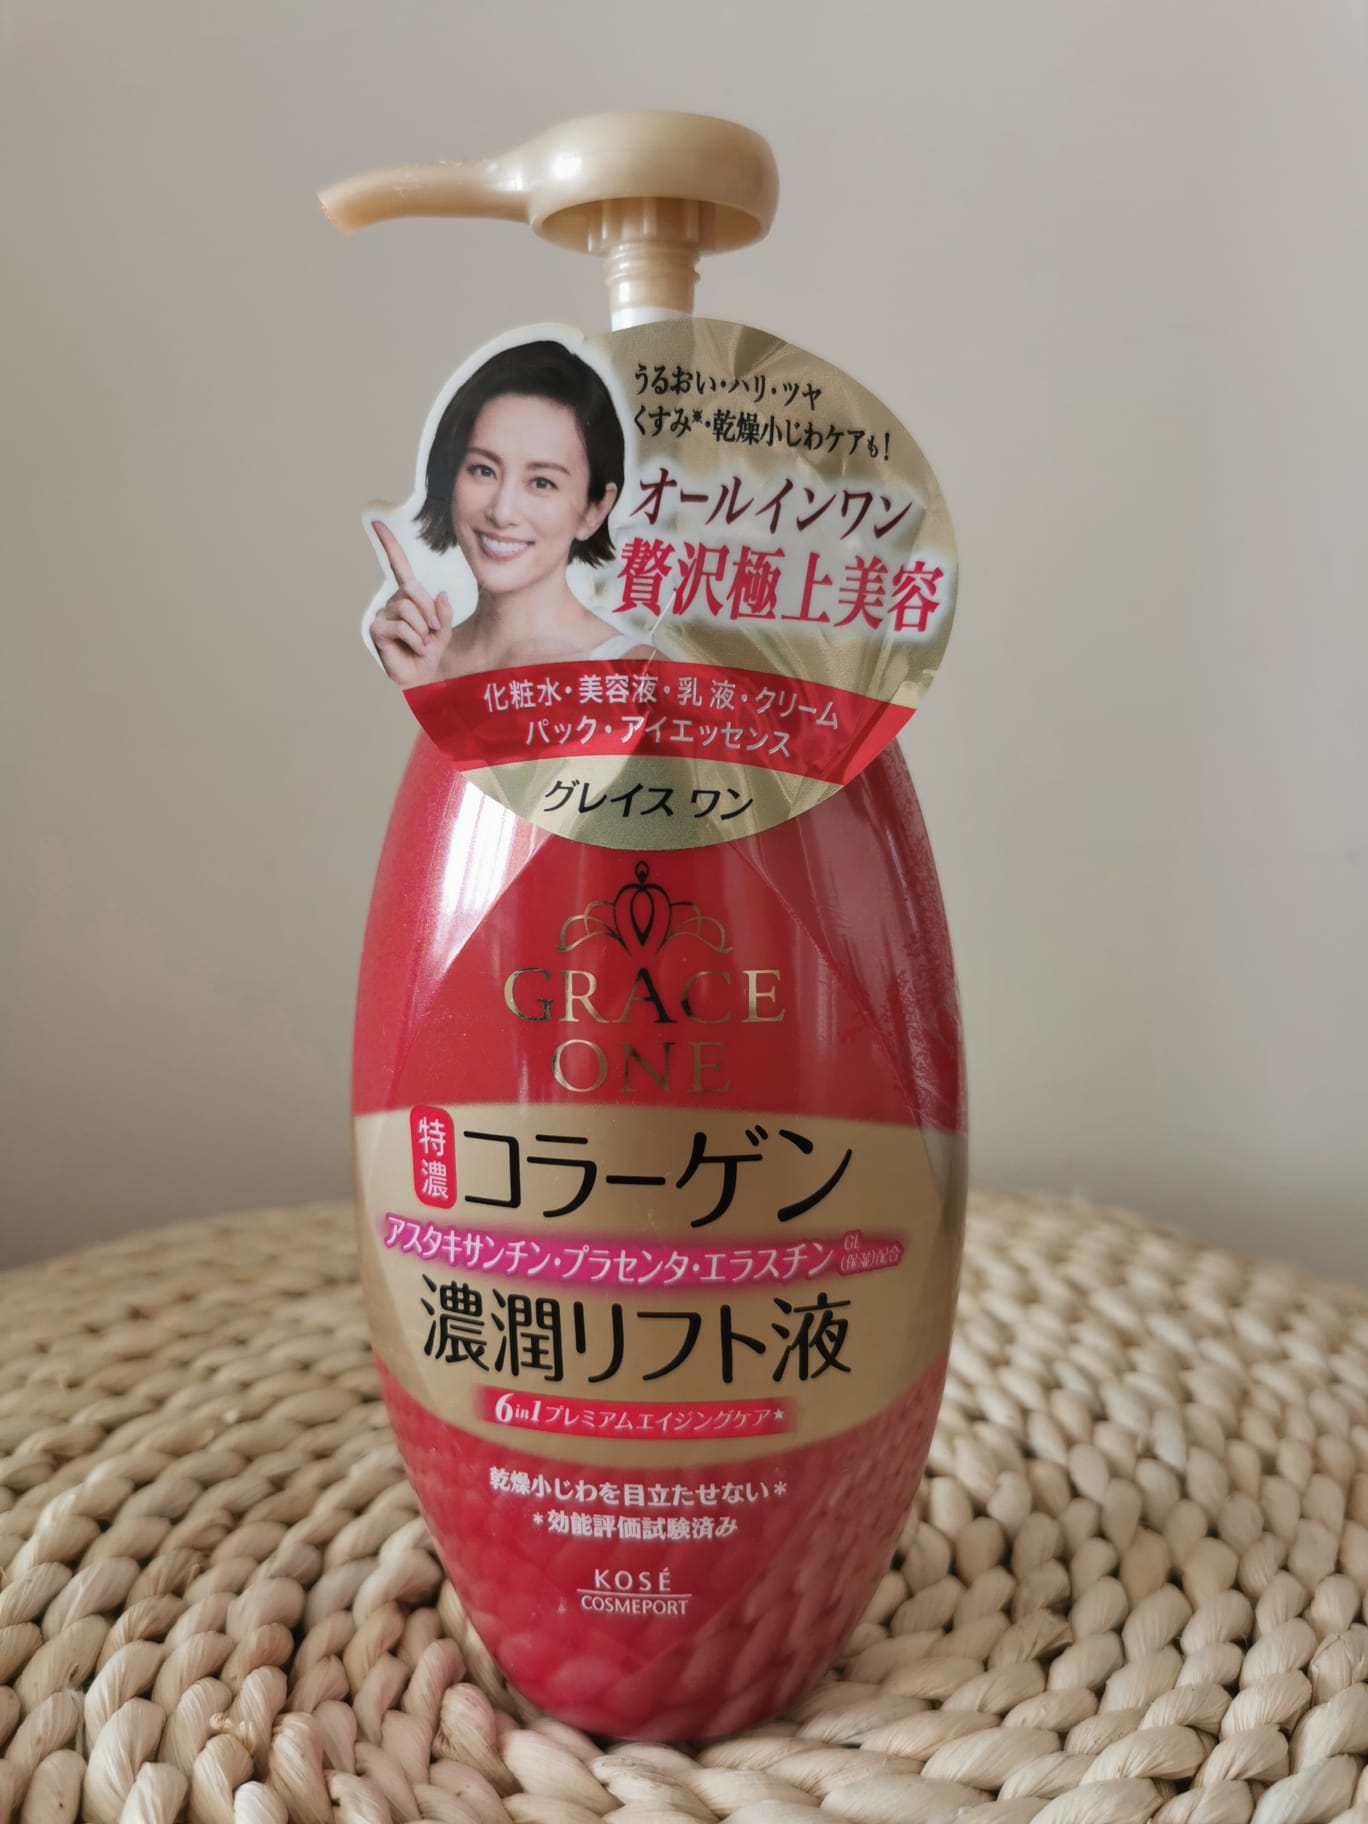 うるおい・ハリ・ツヤ
くすみ※・乾燥小じわケアも!
オールインワン
贅沢極上美容
化粧水・美容液・乳液・クリーム
パック・アイエッセンス
グレイス ワン
GRACE
ONE
特濃 コラーゲン
アスタキサンチン・プラセンタ・エラスチン GL(保湿)配合
濃潤リフト液
6in1プレミアムエイジングケア★
乾燥小じわを目立たせない*
*効能評価試験済み
KOSÉ
COSMEPORT